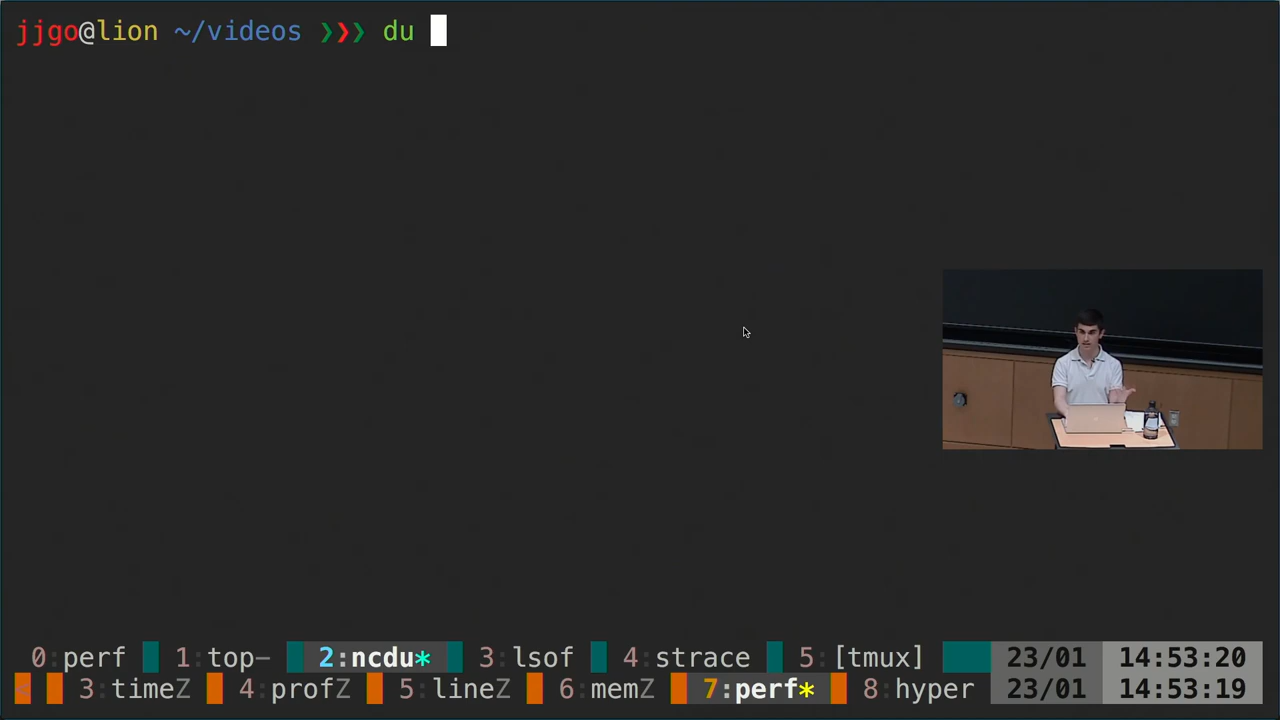 jjgo@lion ~/videos ❯❯❯ du
0:perf 1:top- 2:ncdu* 3:lsof 4:strace 5:[tmux] 23/01 14:53:20
< 3:timeZ 4:profZ 5:lineZ 6:memZ 7:perf* 8:hyper 23/01 14:53:19